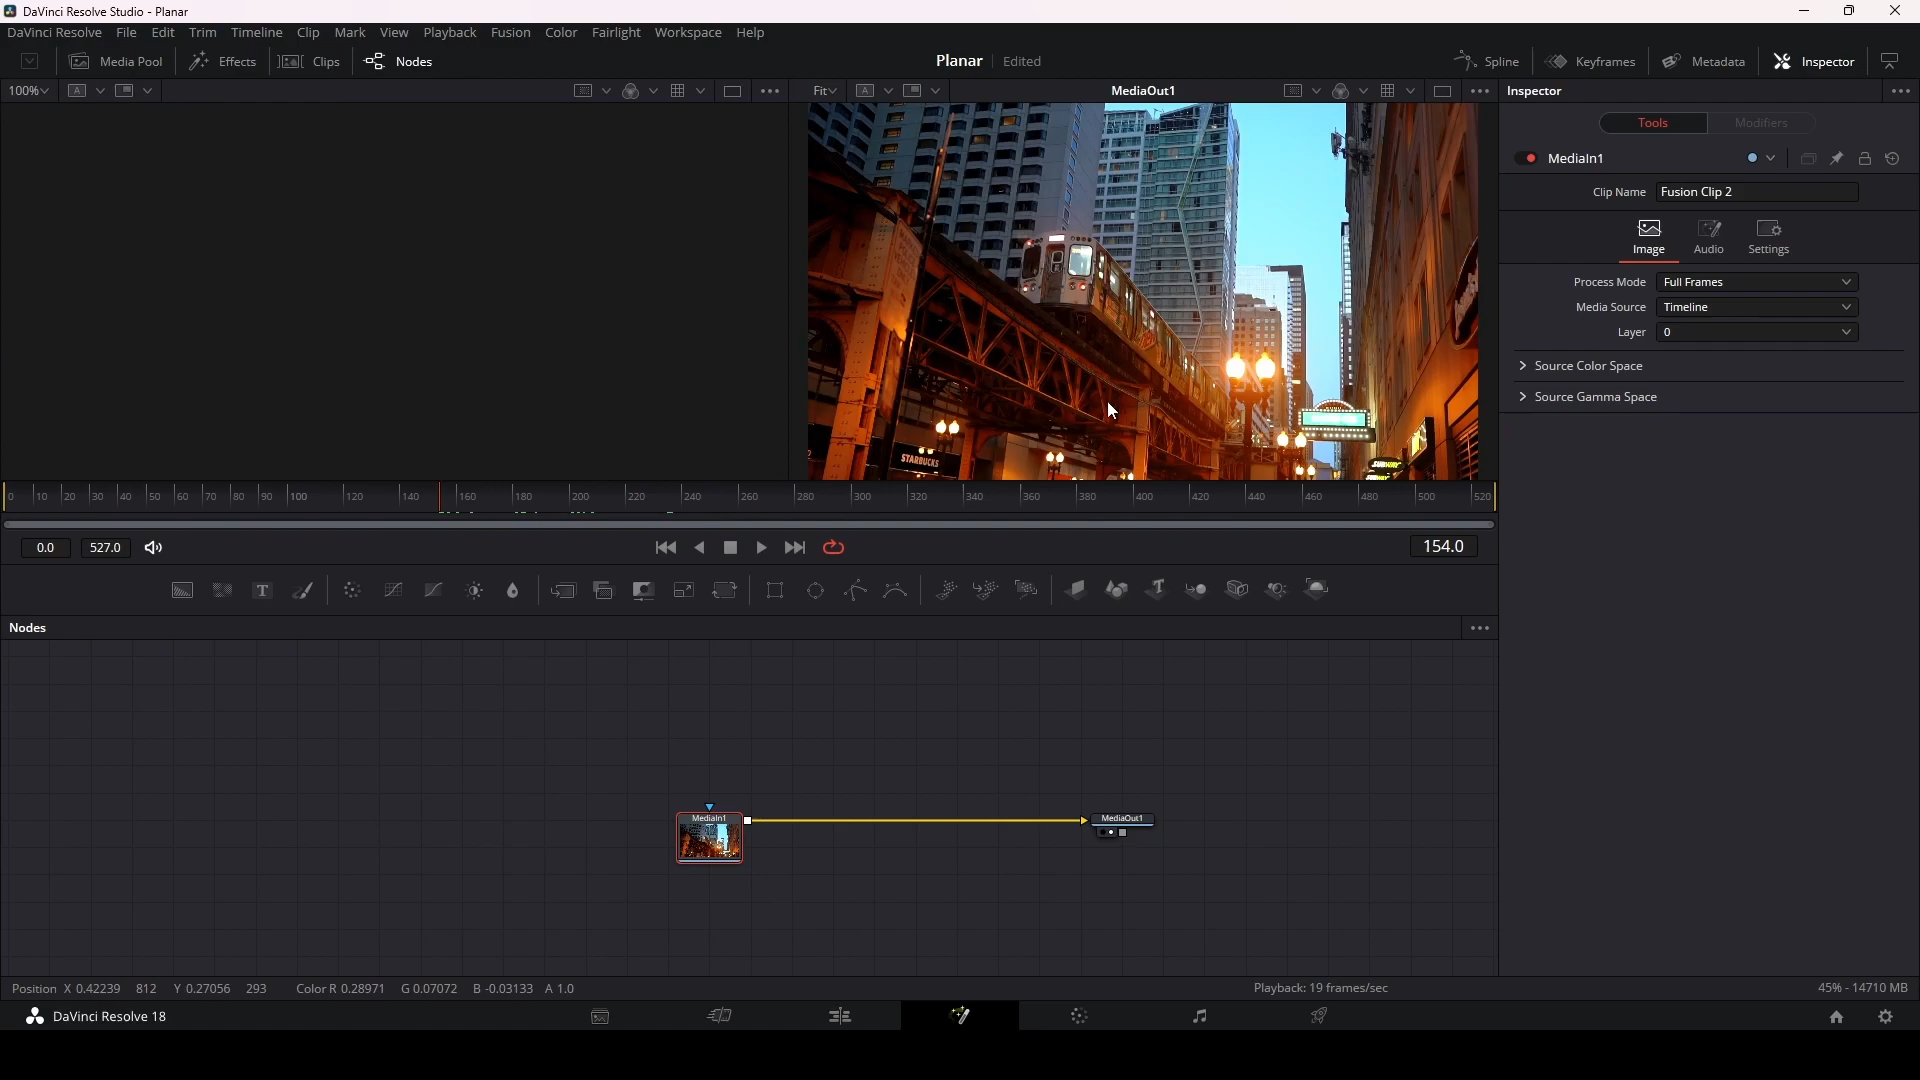 DaVinci Resolve Studio - Planar
DaVinci Resolve File Edit Trim Timeline Clip Mark View Playback Fusion Color Fairlight Workspace Help
Media Pool Effects Clips Nodes Planar Edited Spline Keyframes Metadata Inspector
100% A Fit A MediaOut1 Inspector
Tools Modifiers
MediaIn1
Clip Name Fusion Clip 2
Image Audio Settings
Process Mode Full Frames
Media Source Timeline
Layer 0
Source Color Space
Source Gamma Space
STARBUCKS
SUBWAY
0 10 20 30 40 50 60 70 80 90 100 120 140 160 180 200 220 240 260 280 300 320 340 360 380 400 420 440 460 480 500 520
0.0 527.0 154.0
Nodes
MediaIn1
MediaOut1
Position X 0.42239 812 Y 0.27056 293 Color R 0.28971 G 0.07072 B -0.03133 A 1.0 Playback: 19 frames/sec 45% - 14710 MB
DaVinci Resolve 18